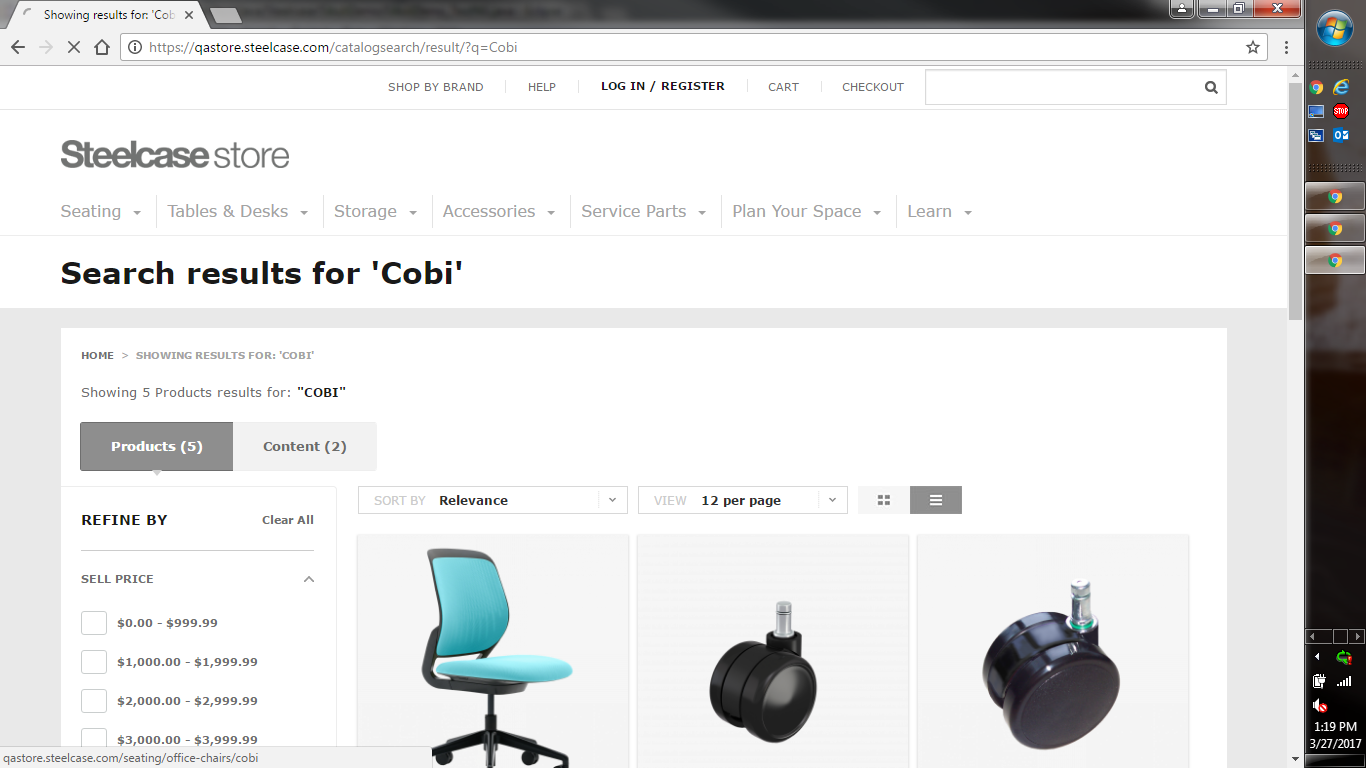 Showing results for: 'Cob
https://qastore.steelcase.com/catalogsearch/result/?q=Cobi
SHOP BY BRAND
HELP
LOG IN / REGISTER
CART
CHECKOUT
Steelcase store
Seating
Tables & Desks
Storage
Accessories
Service Parts
Plan Your Space
Learn
Search results for 'Cobi'
HOME > SHOWING RESULTS FOR: 'COBI'
Showing 5 Products results for: "COBI"
Products (5)
Content (2)
REFINE BY
Clear All
SORT BY Relevance
VIEW 12 per page
SELL PRICE
$0.00 - $999.99
$1,000.00 - $1,999.99
$2,000.00 - $2,999.99
$3,000.00 - $3,999.99
qastore.steelcase.com/seating/office-chairs/cobi
STOP
1:19 PM
3/27/2017